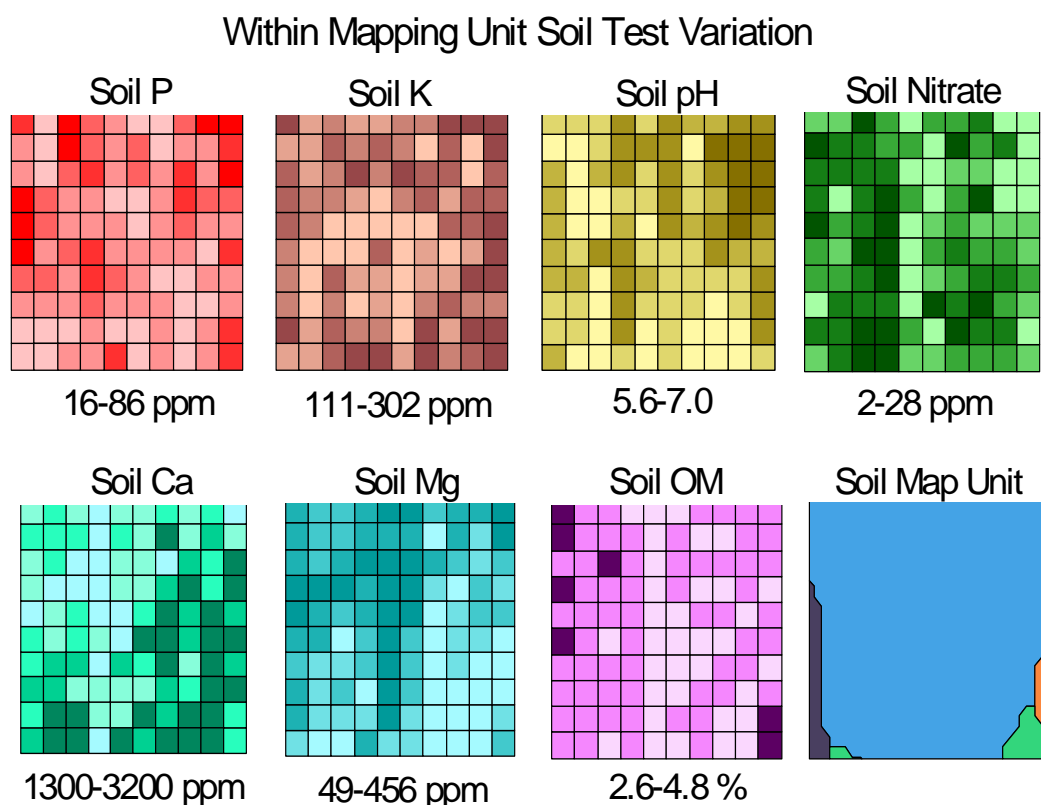 Within Mapping Unit Soil Test Variation
Soil P
Soil K
Soil pH
Soil Nitrate
16-86 ppm
111-302 ppm
5.6-7.0
2-28 ppm
Soil Ca
Soil Mg
Soil OM
Soil Map Unit
1300-3200 ppm
49-456 ppm
2.6-4.8 %